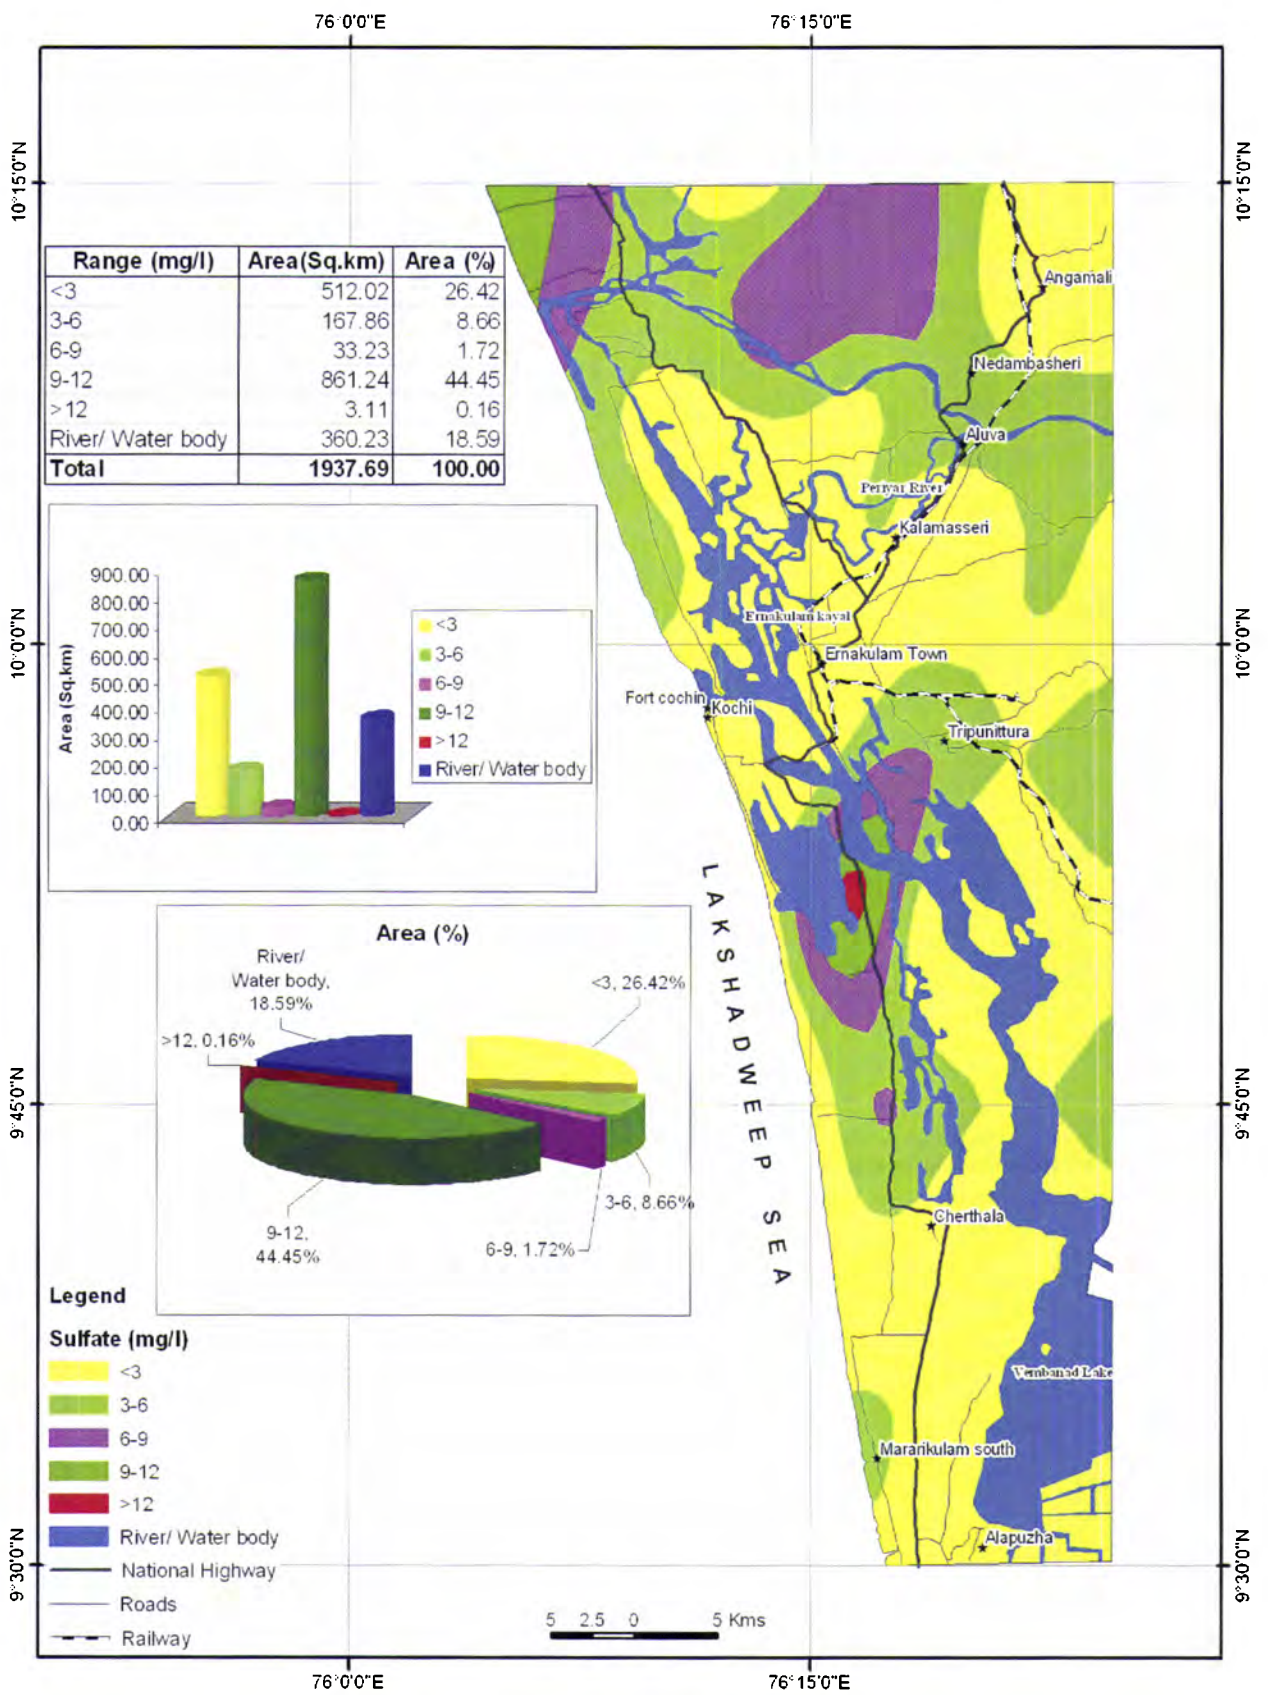 76°0'0"E 76°15'0"E
10°15'0"N 10°15'0"N
Range (mg/l) Area(Sq.km) Area (%)
<3 512.02 26.42
3-6 167.86 8.66
6-9 33.23 1.72
9-12 861.24 44.45
>12 3.11 0.16
River/ Water body 360.23 18.59
Total 1937.69 100.00
Angamali
Nedambasheri
Aluva
Periyar River
Kalamasseri
Ernakulam kayal
Ernakulam Town
Fort cochin
Kochi
Tripunittura
10°0'0"N 10°0'0"N
Area (Sq.km)
900.00
800.00
700.00
600.00
500.00
400.00
300.00
200.00
100.00
0.00
<3
3-6
6-9
9-12
>12
River/ Water body
LAKSHADWEEP SEA
Area (%)
River/
Water body,
18.59%
<3, 26.42%
>12, 0.16%
3-6, 8.66%
6-9, 1.72%
9-12,
44.45%
9°45'0"N 9°45'0"N
Cherthala
Vembanad Lake
Mararikulam south
Alapuzha
Legend
Sulfate (mg/l)
<3
3-6
6-9
9-12
>12
River/ Water body
National Highway
Roads
Railway
9°30'0"N 9°30'0"N
5 2.5 0 5 Kms
76°0'0"E 76°15'0"E